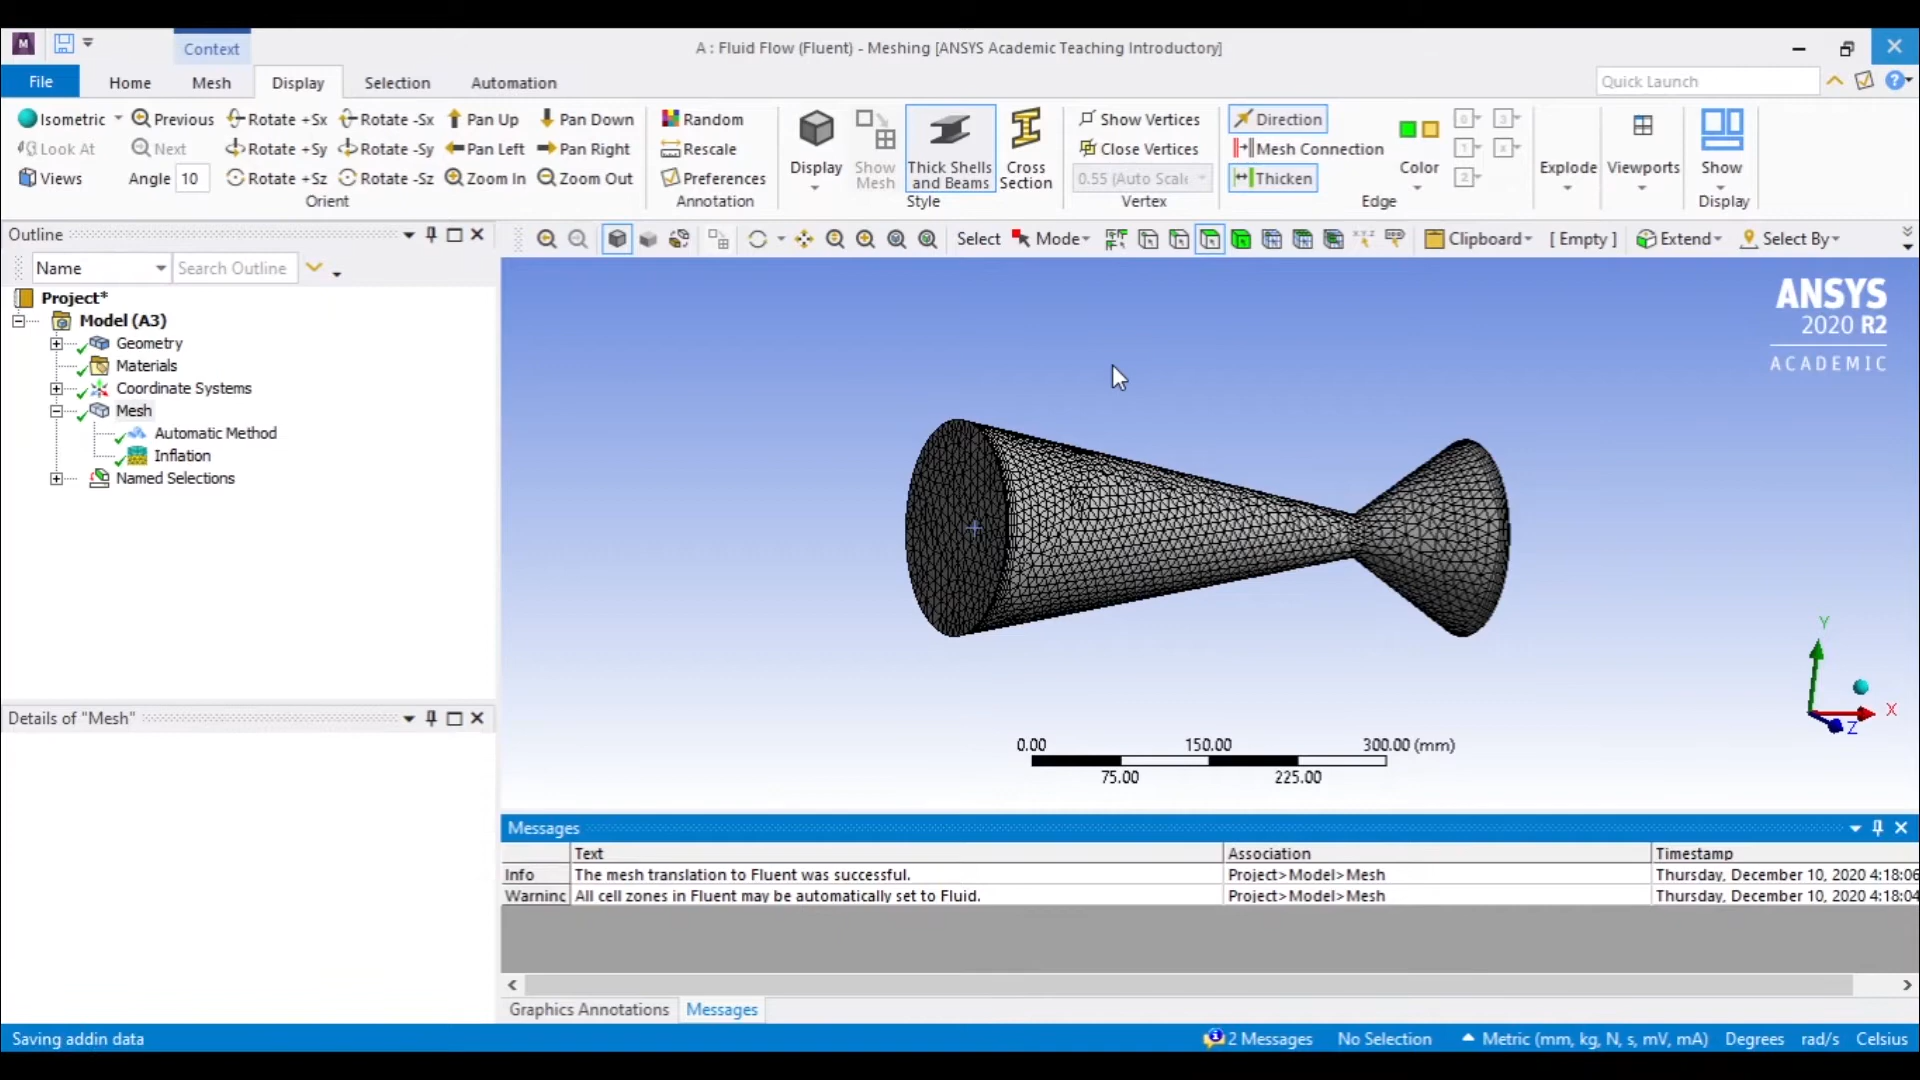 Context
A : Fluid Flow (Fluent) - Meshing [ANSYS Academic Teaching Introductory]
File
Home
Mesh
Display
Selection
Automation
Quick Launch
Isometric
Previous
Rotate +Sx
Rotate -Sx
Pan Up
Pan Down
Look At
Next
Rotate +Sy
Rotate -Sy
Pan Left
Pan Right
Views
Angle 10
Rotate +Sz
Rotate -Sz
Zoom In
Zoom Out
Orient
Random
Rescale
Preferences
Annotation
Display
Show
Mesh
Thick Shells
and Beams
Cross
Section
Style
Show Vertices
Close Vertices
0.55 (Auto Scale
Vertex
Direction
Mesh Connection
Thicken
Color
Edge
Explode
Viewports
Show
Display
Outline
Select
Mode
Clipboard
[ Empty ]
Extend
Select By
Name
Search Outline
Project*
Model (A3)
Geometry
Materials
Coordinate Systems
Mesh
Automatic Method
Inflation
Named Selections
ANSYS
2020 R2
ACADEMIC
Y
X
Z
0.00 150.00 300.00 (mm)
75.00 225.00
Details of "Mesh"
Messages
Text Association Timestamp
Info The mesh translation to Fluent was successful. Project>Model>Mesh Thursday, December 10, 2020 4:18:06
Warninc All cell zones in Fluent may be automatically set to Fluid. Project>Model>Mesh Thursday, December 10, 2020 4:18:04
Graphics Annotations
Messages
Saving addin data
2 Messages
No Selection
Metric (mm, kg, N, s, mV, mA)
Degrees
rad/s
Celsius